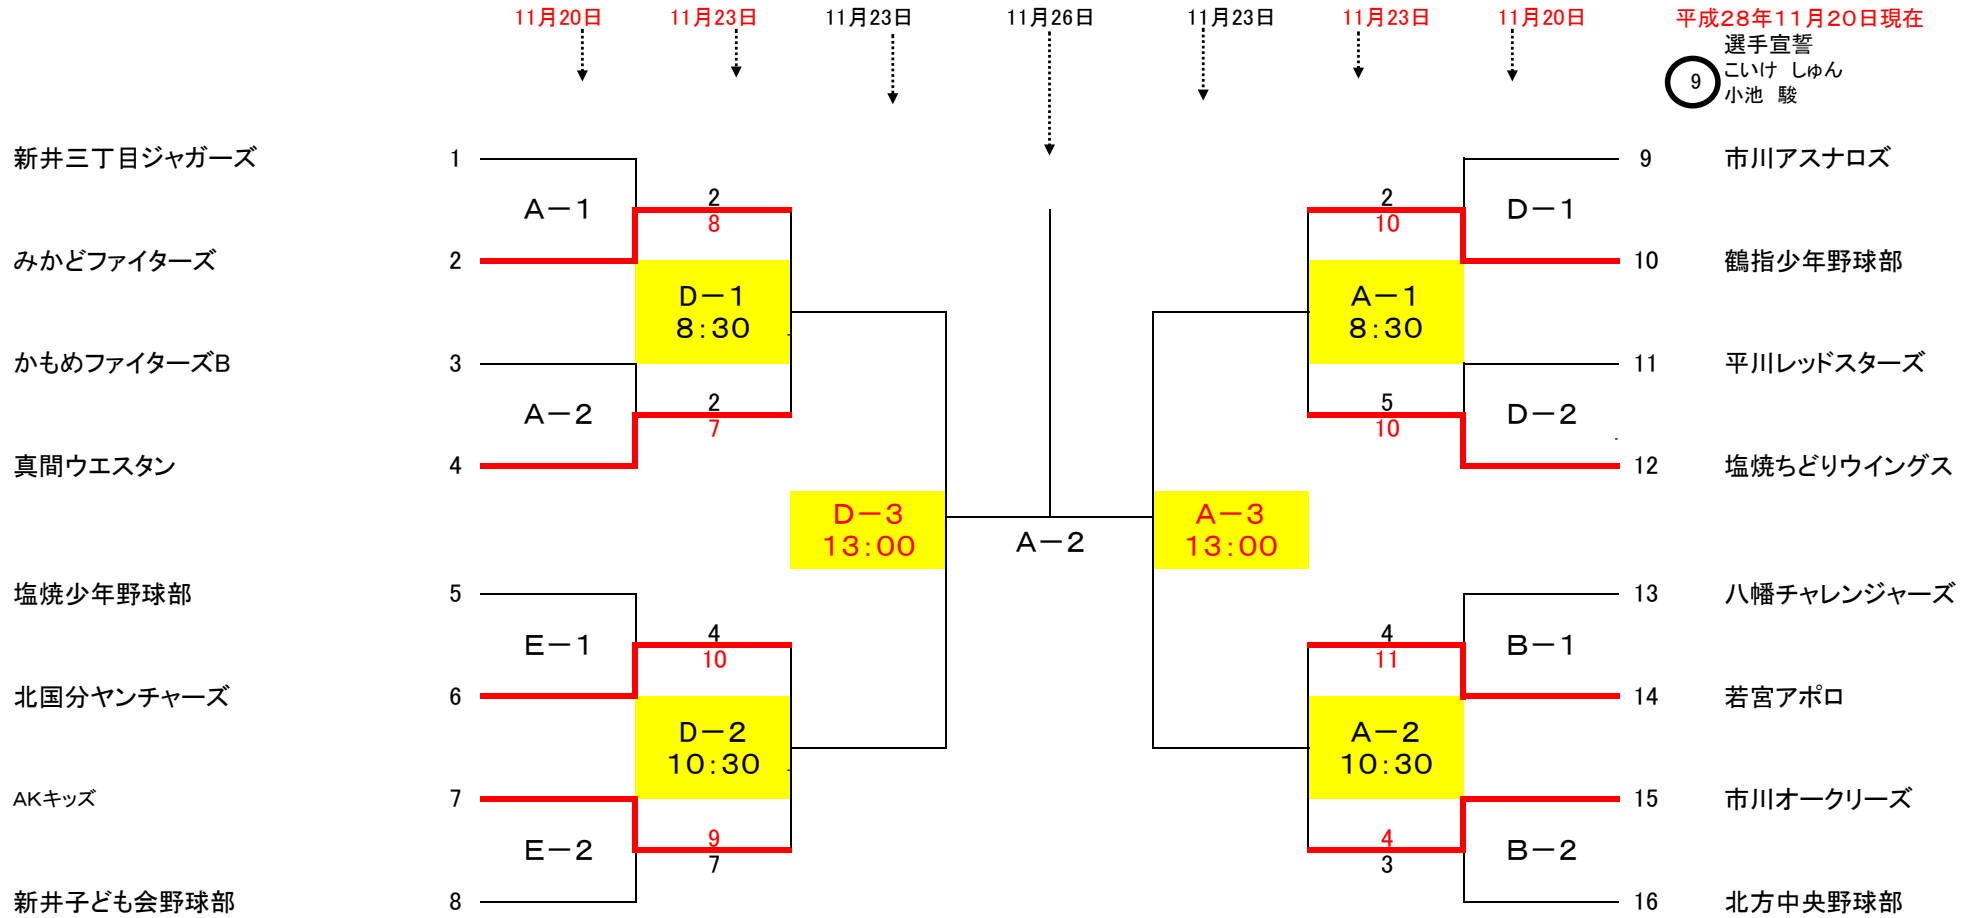 11月20日 11月23日 11月23日 11月26日 11月23日 11月23日 11月20日 平成28年11月20日現在
選手宣誓
9 こいけ しゅん
小池 駿
新井三丁目ジャガーズ 1 9 市川アスナロズ
2 2
A－1 D－1
8 10
みかどファイターズ 2 10 鶴指少年野球部
D－1 A－1
8:30 8:30
かもめファイターズB 3 11 平川レッドスターズ
2 5
A－2 D－2
7 10
真間ウエスタン 4 12 塩焼ちどりウイングス
D－3 A－3
13:00 A－2 13:00
塩焼少年野球部 5 13 八幡チャレンジャーズ
4 4
E－1 B－1
10 11
北国分ヤンチャーズ 6 14 若宮アポロ
D－2 A－2
10:30 10:30
AKキッズ 7 15 市川オークリーズ
9 4
E－2 B－2
7 3
新井子ども会野球部 8 16 北方中央野球部